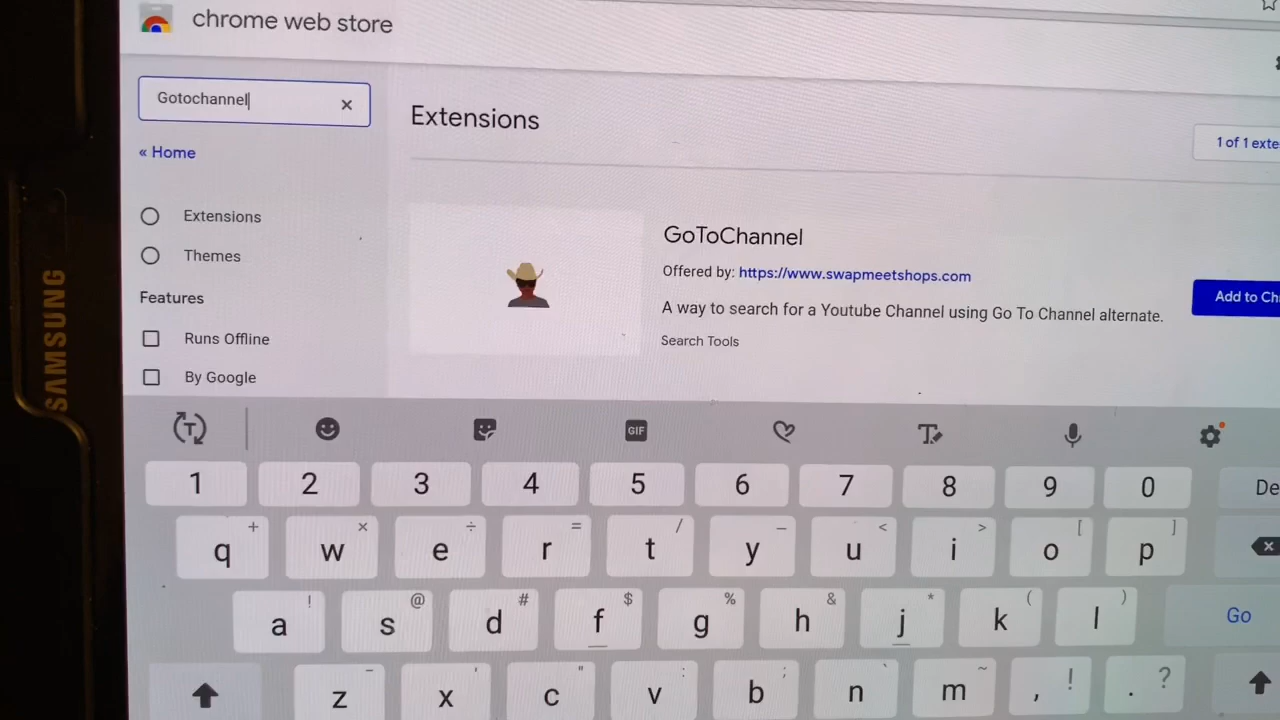 chrome web store
Gotochannel
Extensions
1 of 1 exte
« Home
Extensions
Themes
Features
Runs Offline
By Google
GoToChannel
Offered by: https://www.swapmeetshops.com
A way to search for a Youtube Channel using Go To Channel alternate.
Search Tools
Add to Ch
SAMSUNG
T GIF T
1 2 3 4 5 6 7 8 9 0 De
+ × ÷ = / _ < > [ ]
q w e r t y u i o p
! @ # $ % & * ( )
a s d f g h j k l Go
- ' " : ; ` ~ ! ?
z x c v b n m , .